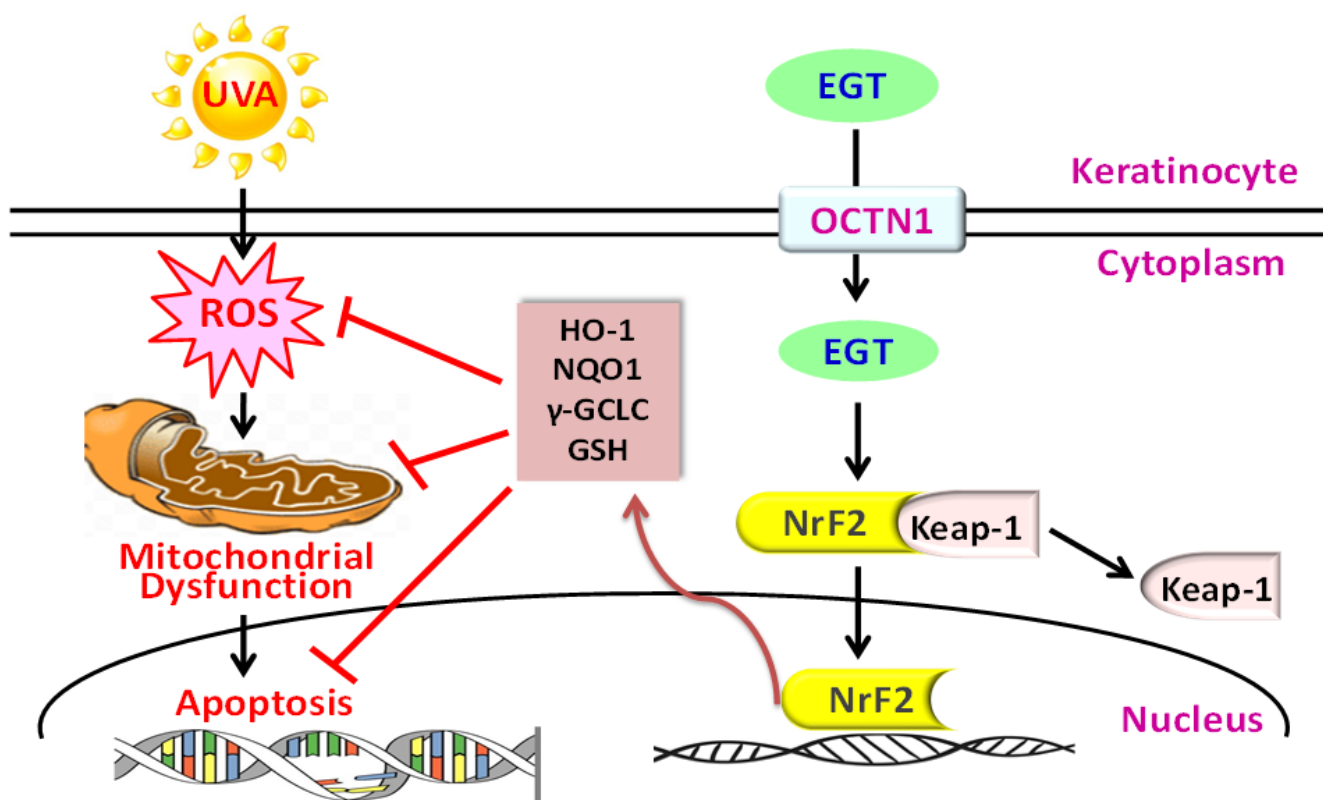 UVA
EGT
Keratinocyte
OCTN1
Cytoplasm
ROS
HO-1
NQO1
γ-GCLC
GSH
EGT
NrF2
Keap-1
Keap-1
Mitochondrial
Dysfunction
Apoptosis
NrF2
Nucleus